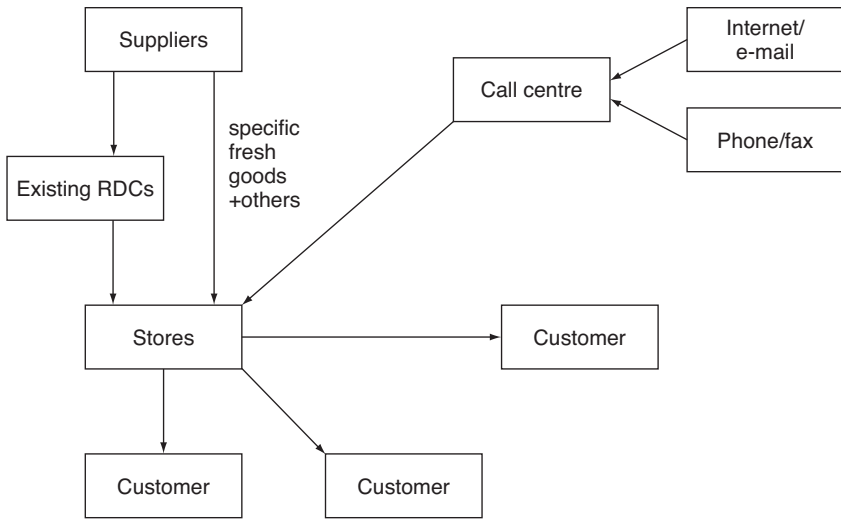 Suppliers
Internet/
e-mail
Call centre
Phone/fax
specific
fresh
goods
+others
Existing RDCs
Stores
Customer
Customer
Customer